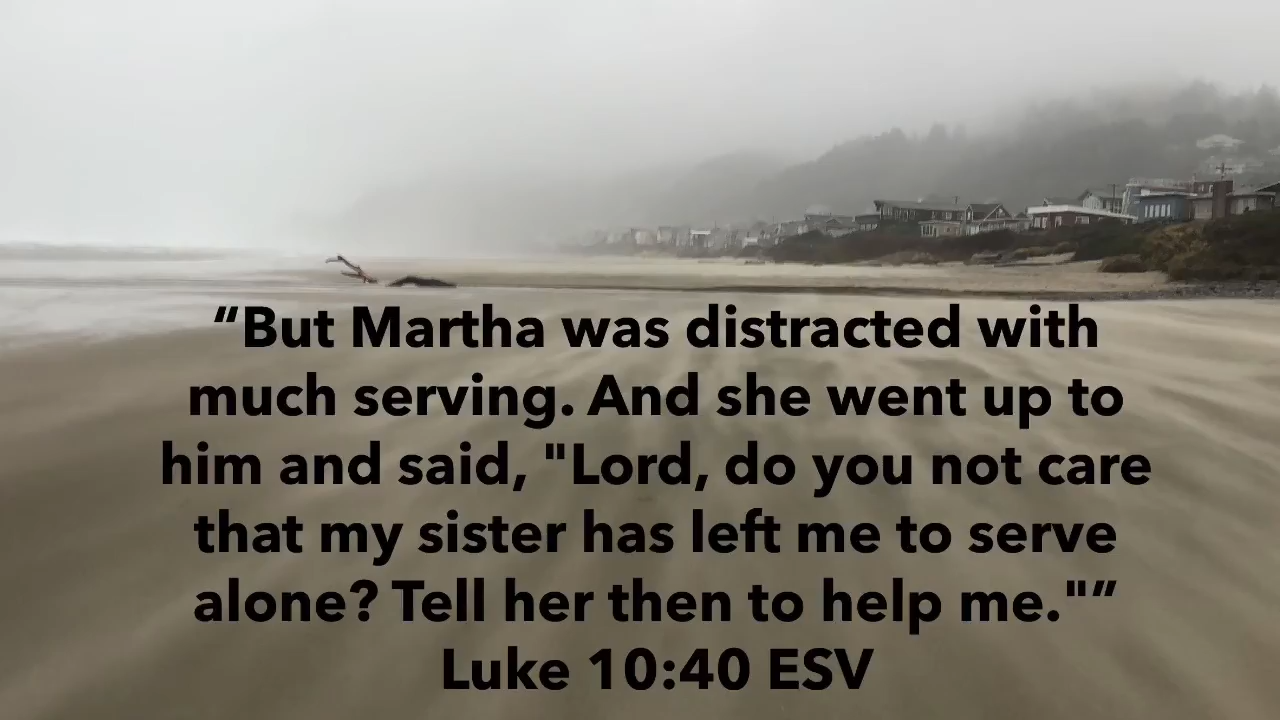 “But Martha was distracted with
much serving. And she went up to
him and said, "Lord, do you not care
that my sister has left me to serve
alone? Tell her then to help me."”
Luke 10:40 ESV